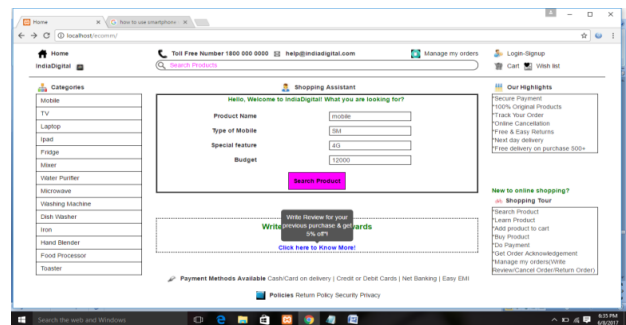 Home
How to use smartphone -
localhost/ecomm/
Home
Toll Free Number 1800 000 0000 help@indiadigital.com
Manage my orders
Login-Signup
IndiaDigital
Search Products
Cart Wish list
Categories
Mobile
TV
Laptop
Ipad
Fridge
Mixer
Water Purifier
Microwave
Washing Machine
Dish Washer
Iron
Hand Blender
Food Processor
Toaster
Shopping Assistant
Hello, Welcome to IndiaDigital! What you are looking for?
Product Name mobile
Type of Mobile SIM
Special feature 4G
Budget 12000
Search Product
Write Review for your
previous purchase & get
5% off*!
Click here to Know More!
Payment Methods Available Cash/Card on delivery | Credit or Debit Cards | Net Banking | Easy EMI
Policies Return Policy Security Privacy
Our Highlights
*Secure Payment
*100% Original Products
*Track Your Order
*Online Cancellation
*Free & Easy Returns
*Next day delivery
*Free delivery on purchase 500+
New to online shopping?
Shopping Tour
*Search Product
*Learn Product
*Add product to cart
*Buy Product
*Do Payment
*Get Order Acknowledgement
*Manage my orders(Write
Review/Cancel Order/Return Order)
Search the web and Windows
6:35 PM
6/8/2017